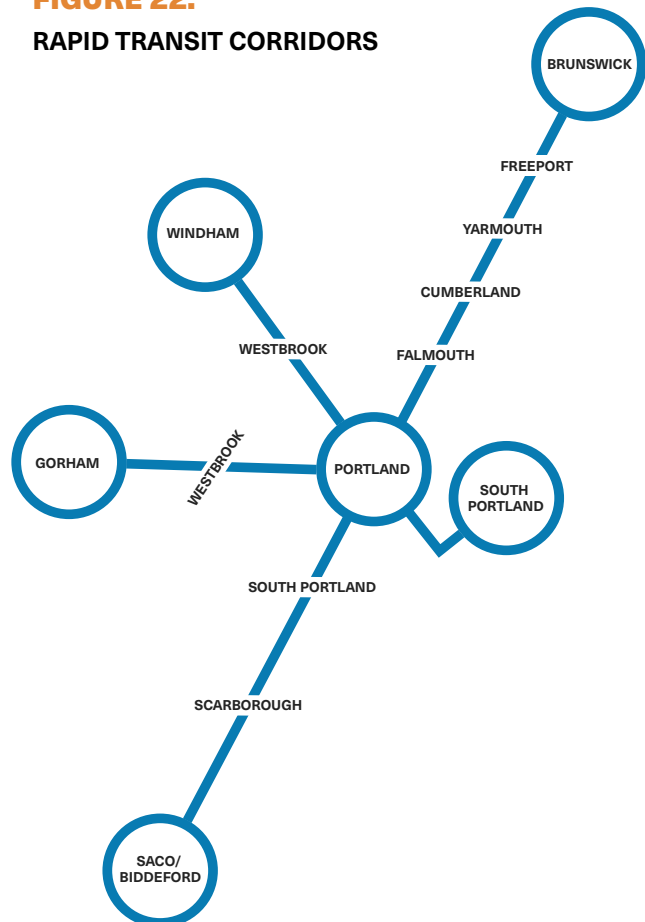 FIGURE 22.
RAPID TRANSIT CORRIDORS
BRUNSWICK
FREEPORT
YARMOUTH
CUMBERLAND
FALMOUTH
WINDHAM
WESTBROOK
GORHAM
WESTBROOK
PORTLAND
SOUTH
PORTLAND
SOUTH PORTLAND
SCARBOROUGH
SACO/
BIDDEFORD